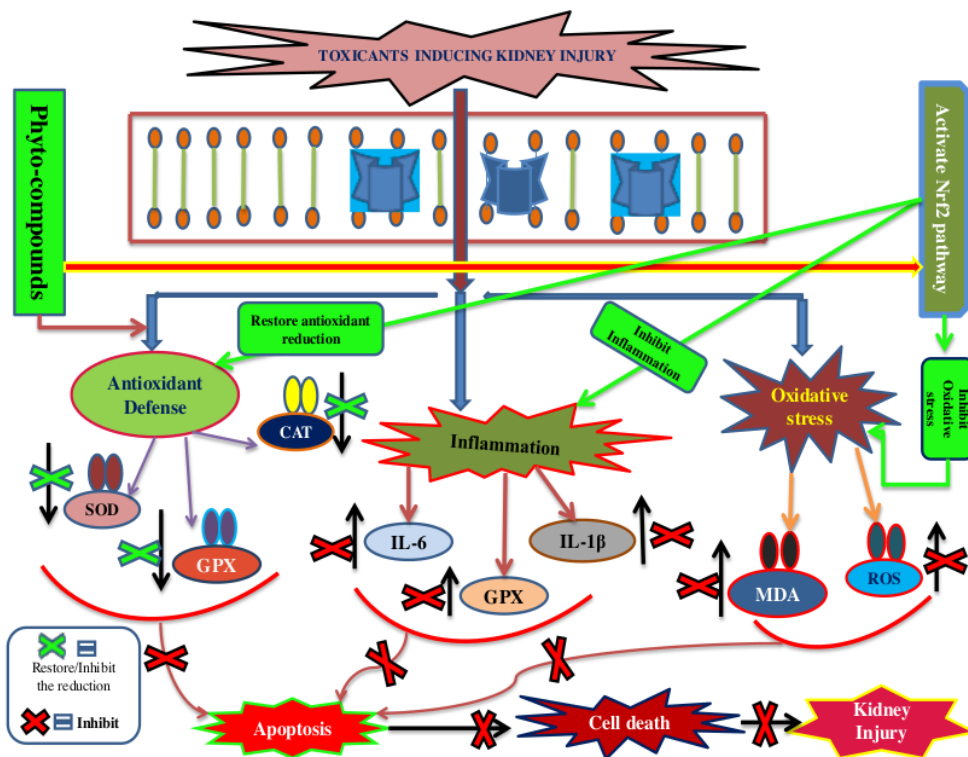 TOXICANTS INDUCING KIDNEY INJURY
Phyto-compounds
Activate Nrf2 pathway
Restore antioxidant
reduction
Inhibit
Inflammation
Inhibit
Oxidative
stress
Antioxidant
Defense
CAT
SOD
GPX
Inflammation
IL-6
GPX
IL-1β
Oxidative
stress
MDA
ROS
Restore/Inhibit
the reduction
Inhibit
Apoptosis
Cell death
Kidney
Injury